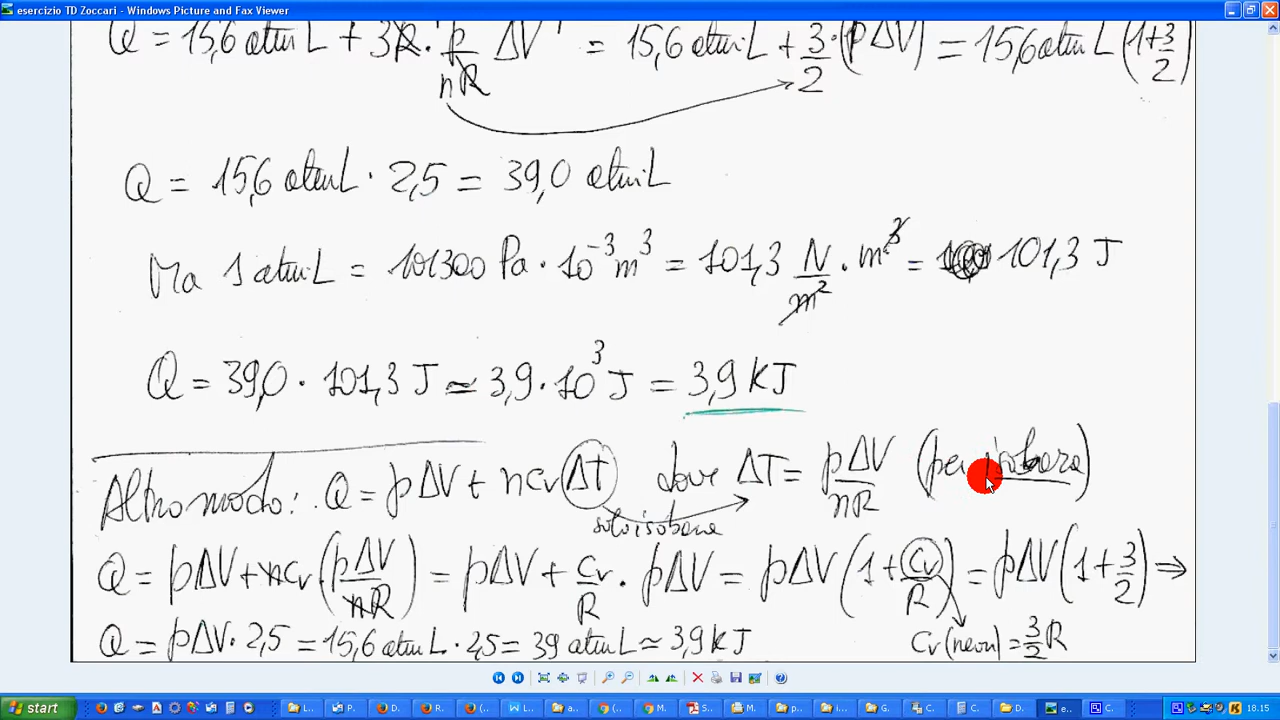 esercizio TD Zoccari - Windows Picture and Fax Viewer
Q = 15,6 atm·L + 3R/2 · p/nR ΔV = 15,6 atm·L + 3/2 · (pΔV) = 15,6 atm L (1+3/2)
Q = 15,6 atm L · 2,5 = 39,0 atm·L
Ma 1 atm·L = 101300 Pa · 10⁻³ m³ = 101,3 N/m² · m³ = 101,3 J
Q = 39,0 · 101,3 J ≃ 3,9 · 10³ J = 3,9 KJ
Altro modo: Q = pΔV + ncv ΔT dove ΔT = pΔV/nR (per isobara)
solo isobara
Q = pΔV + ncv (pΔV/nR) = pΔV + cv/R · pΔV = pΔV (1 + cv/R) = pΔV (1 + 3/2) ⇒
Q = pΔV · 2,5 = 15,6 atm L · 2,5 = 39 atm L ≃ 3,9 KJ cv (neon) = 3/2 R
start
18.15